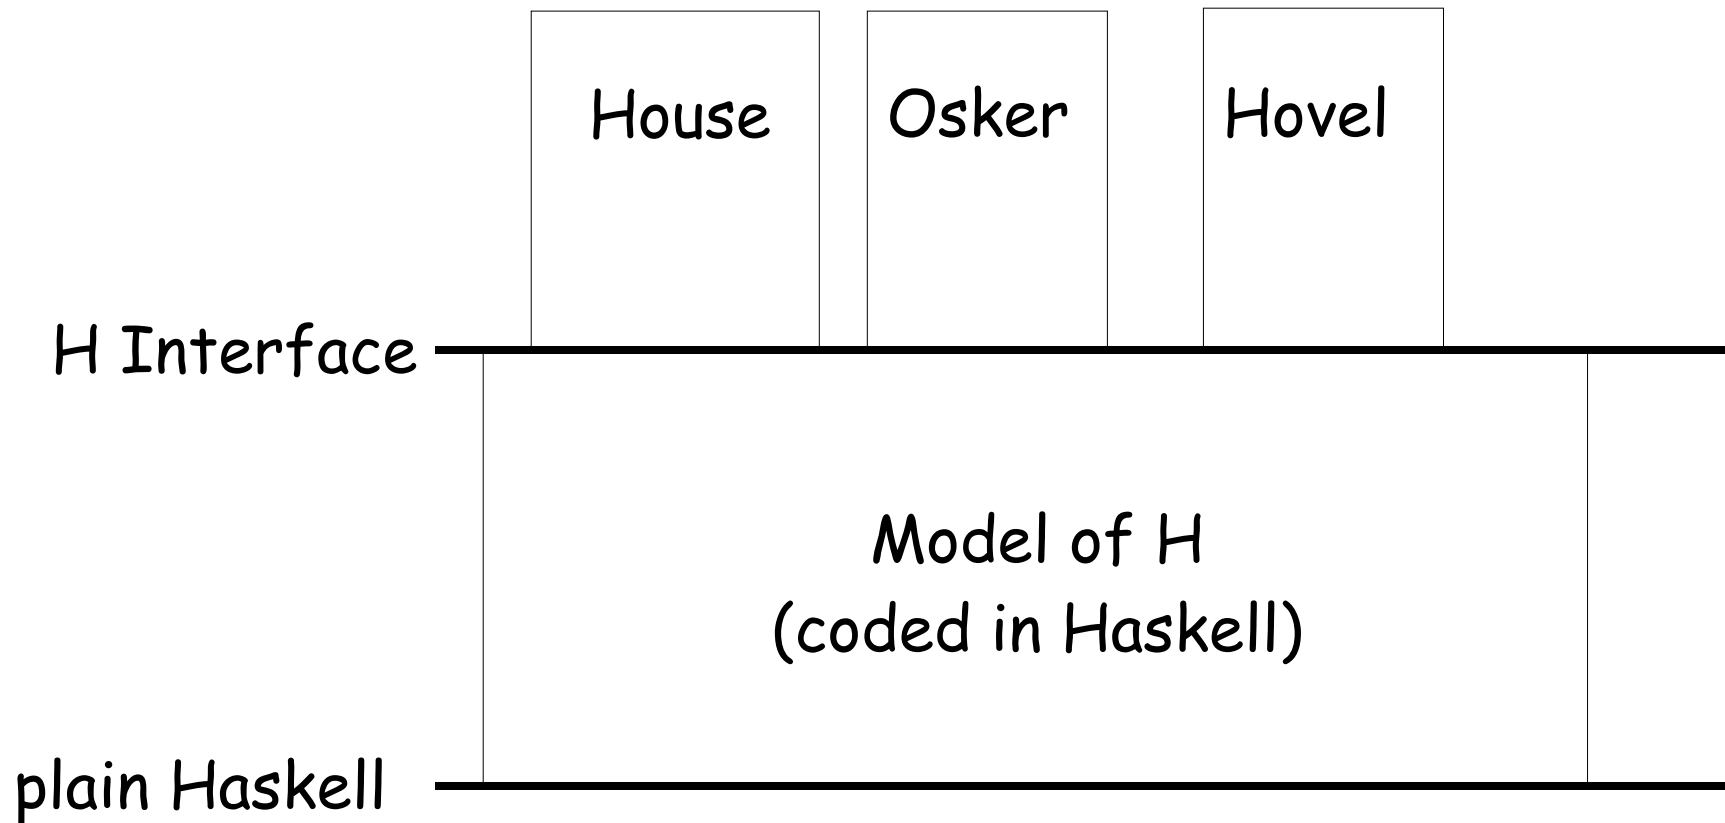 House
Osker
Hovel
H Interface
Model of H
(coded in Haskell)
plain Haskell